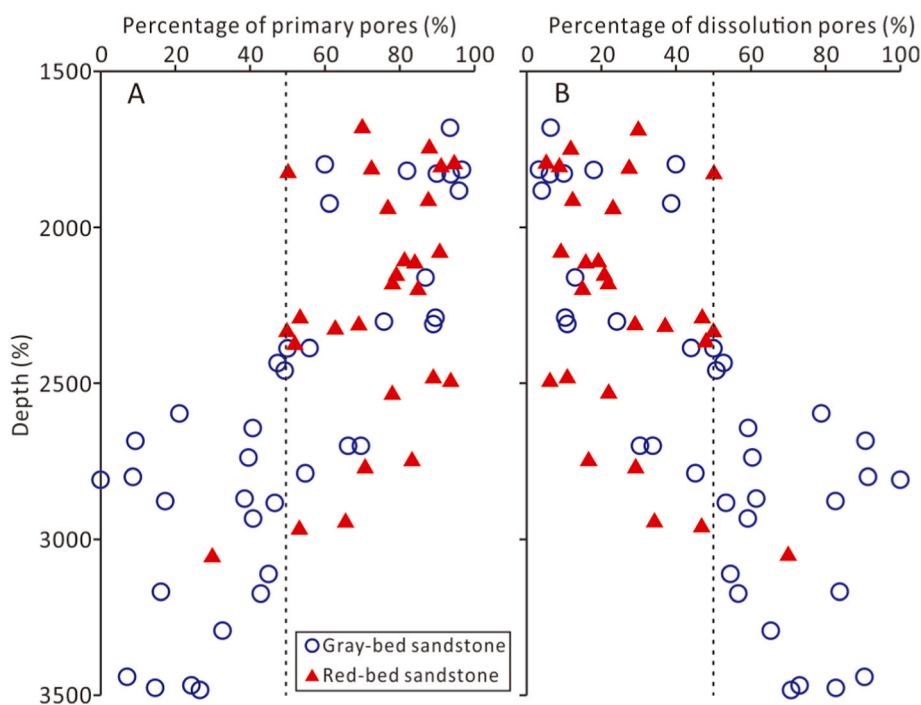 Percentage of primary pores (%) Percentage of dissolution pores (%)
0 20 40 60 80 100 0 20 40 60 80 100
1500
A B
2000
2500
Depth (%)
3000
Gray-bed sandstone
Red-bed sandstone
3500